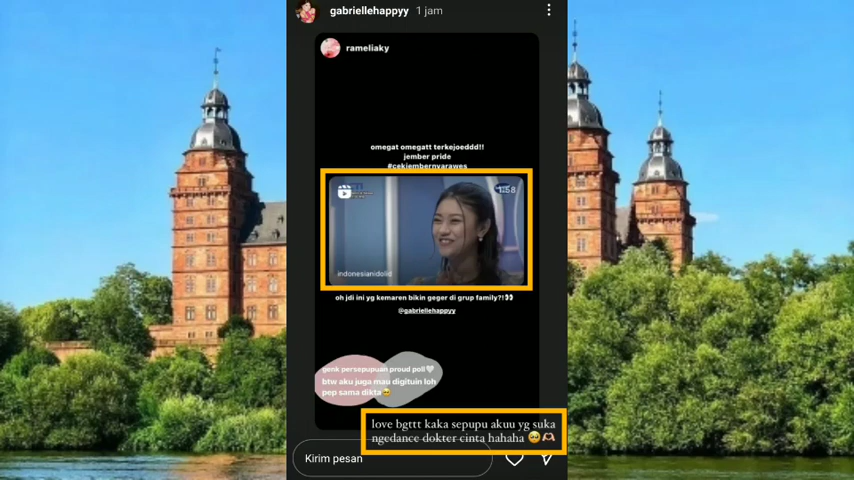 gabriellehappyy 1 jam
rameliaky
omegat omegatt terkejoeddd!!
jember pride
#cekjembernyarawes
1:58
indonesianidolid
oh jdi ini yg kemaren bikin geger di grup family?!👀
@gabriellehappyy
genk persapupuan proud poll🤍
btw aku juga mau digituin loh
pep sama dikta🥹
love bgttt kaka sepupu akuu yg suka
ngedance dokter cinta hahaha 🥹🫶🏻
Kirim pesan